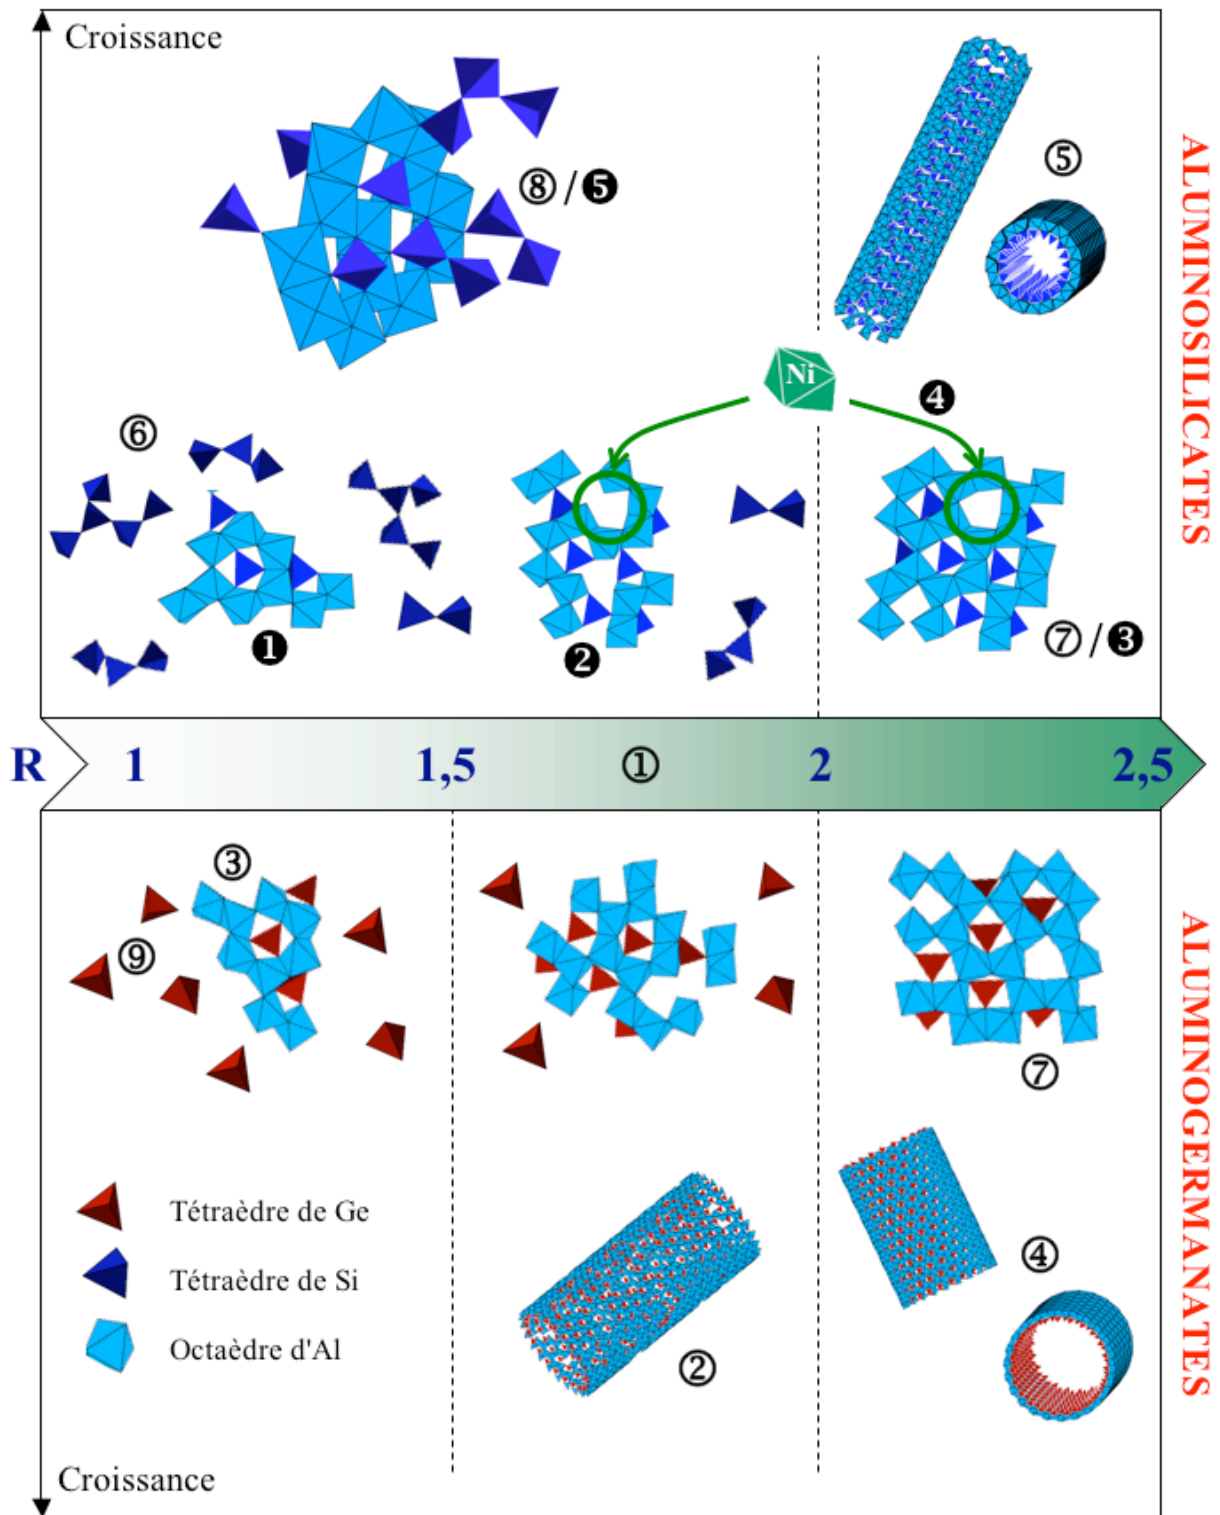 Croissance
⑧/❺
⑤
ALUMINOSILICATES
Ni
❹
⑥
❶
❷
⑦/❸
R 1 1,5 ① 2 2,5
③
⑨
⑦
ALUMINOGERMANATES
Tétraèdre de Ge
Tétraèdre de Si
Octaèdre d'Al
④
②
Croissance